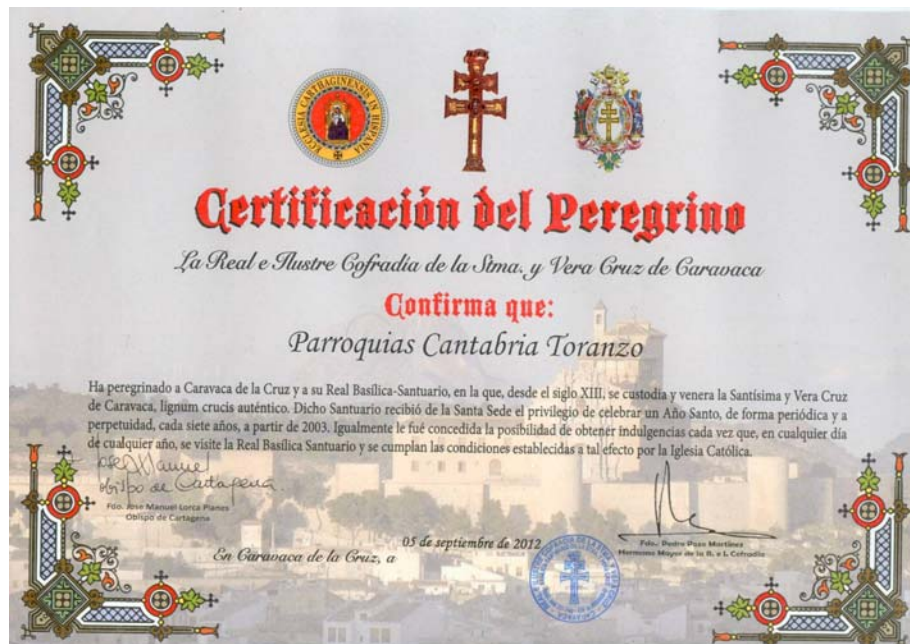 ECCLESIA CARTHAGINENSIS IN HISPANIA
Certificación del Peregrino
La Real e Ilustre Cofradía de la Stma. y Vera Cruz de Caravaca
Confirma que:
Parroquias Cantabria Toranzo
Ha peregrinado a Caravaca de la Cruz y a su Real Basílica-Santuario, en la que, desde el siglo XIII, se custodia y venera la Santísima y Vera Cruz
de Caravaca, lignum crucis auténtico. Dicho Santuario recibió de la Santa Sede el privilegio de celebrar un Año Santo, de forma periódica y a
perpetuidad, cada siete años, a partir de 2003. Igualmente le fué concedida la posibilidad de obtener indulgencias cada vez que, en cualquier día
de cualquier año, se visite la Real Basílica Santuario y se cumplan las condiciones establecidas a tal efecto por la Iglesia Católica.
José Manuel
obispo de Cartagena.
Fdo. Jose Manuel Lorca Planes
Obispo de Cartagena
Fdo. Pedro Pozo Martínez
Hermano Mayor de la R. e I. Cofradía
En Caravaca de la Cruz, a 05 de septiembre de 2012
CARAVACA